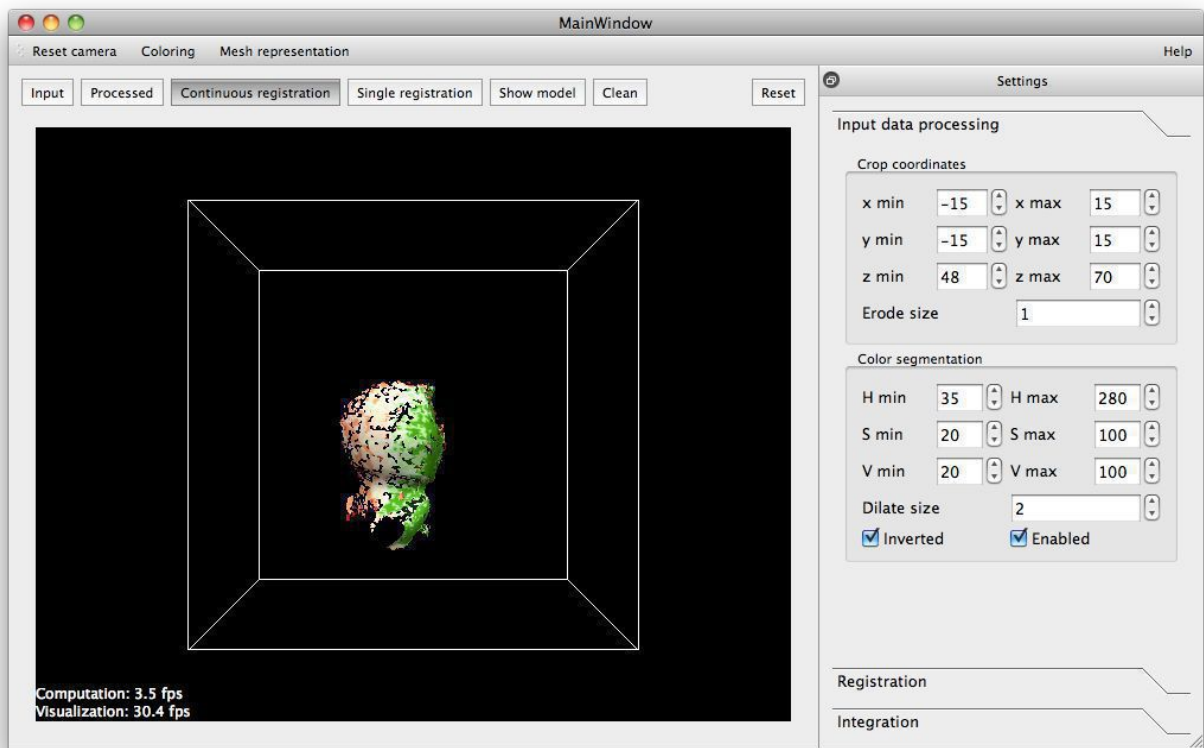 MainWindow
Reset camera Coloring Mesh representation Help
Input Processed Continuous registration Single registration Show model Clean Reset
Settings
Input data processing
Crop coordinates
x min -15 x max 15
y min -15 y max 15
z min 48 z max 70
Erode size 1
Color segmentation
H min 35 H max 280
S min 20 S max 100
V min 20 V max 100
Dilate size 2
Inverted Enabled
Registration
Integration
Computation: 3.5 fps
Visualization: 30.4 fps